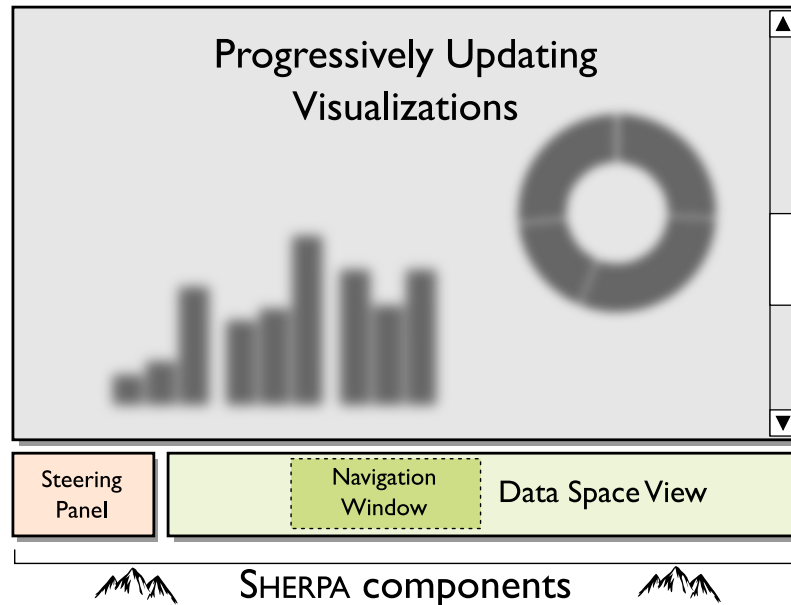 Progressively Updating
Visualizations
Steering
Panel
Navigation
Window
Data Space View
SHERPA components